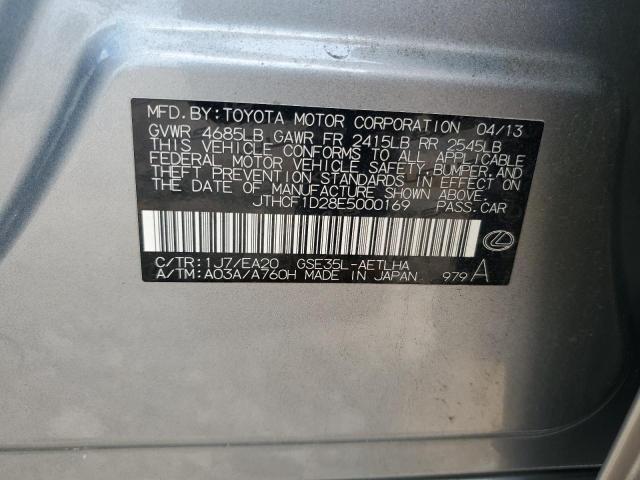 MFD. BY: TOYOTA MOTOR CORPORATION 04/13
GVWR 4685LB GAWR FR 2415LB RR 2545LB
THIS VEHICLE CONFORMS TO ALL APPLICABLE
FEDERAL MOTOR VEHICLE SAFETY, BUMPER, AND
THEFT PREVENTION STANDARDS IN EFFECT ON
THE DATE OF MANUFACTURE SHOWN ABOVE.
JTHCF1D28E5000169 PASS. CAR
C/TR: 1J7/EA20 GSE35L-AETLHA
A/TM: A03A/A760H MADE IN JAPAN 979 A